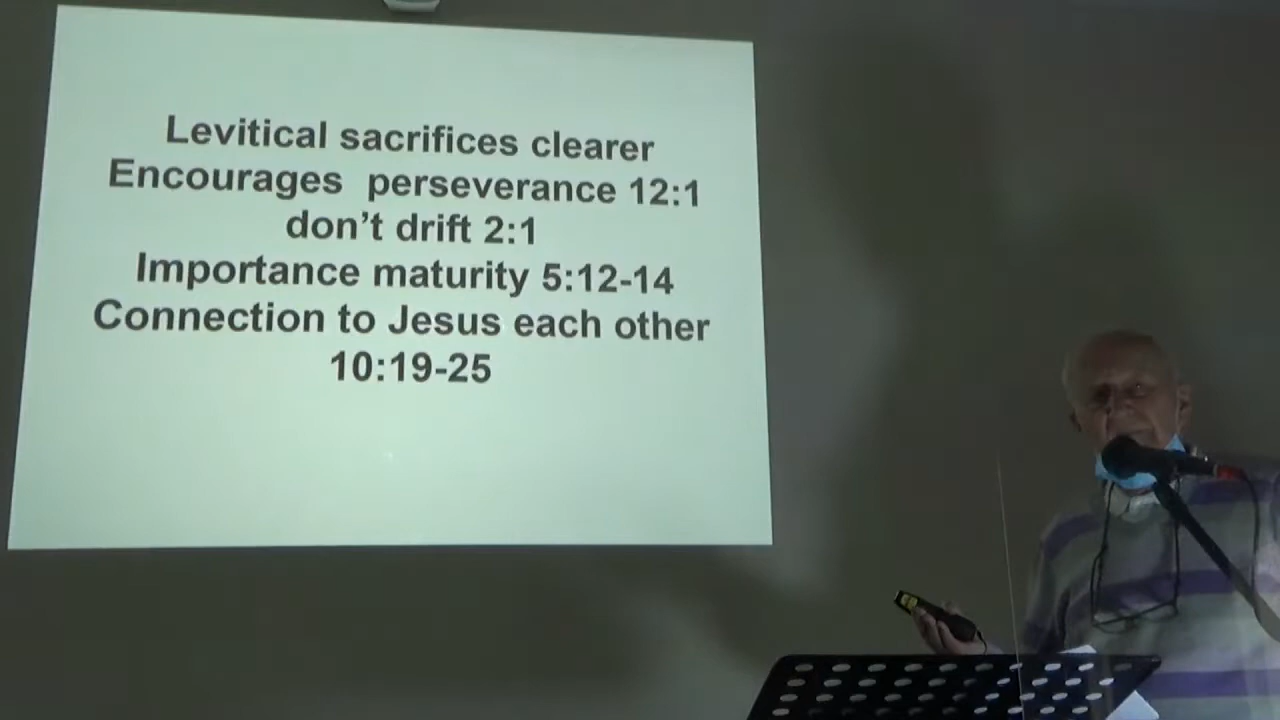 Levitical sacrifices clearer
Encourages perseverance 12:1
don’t drift 2:1
Importance maturity 5:12-14
Connection to Jesus each other
10:19-25